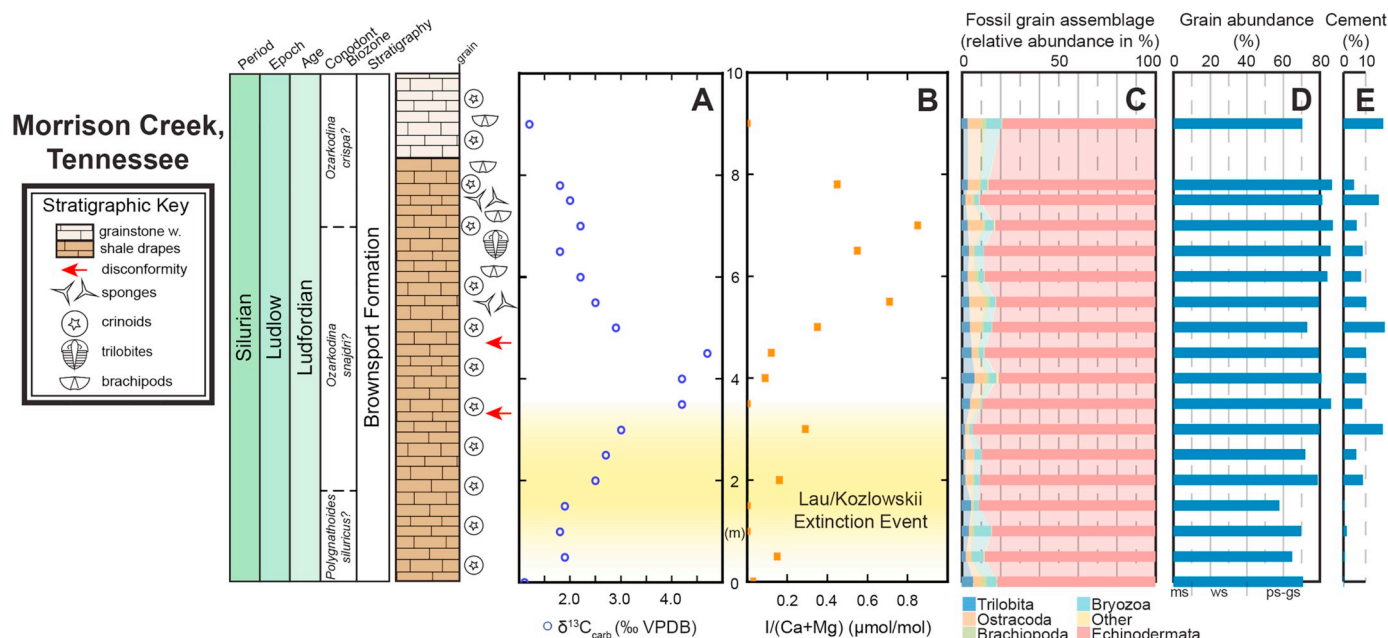 Morrison Creek,
Tennessee
Stratigraphic Key
grainstone w.
shale drapes
disconformity
sponges
crinoids
trilobites
brachipods
Period
Epoch
Age
Conodont
Biozone
Stratigraphy
grain
Silurian
Ludlow
Ludfordian
Ozarkodina
crispa?
Ozarkodina
snajdri?
Polygnathoides
siluricus?
Brownsport Formation
A
2.0 3.0 4.0
δ13Ccarb (‰ VPDB)
10
8
6
4
2
(m)
0
B
Lau/Kozlowskii
Extinction Event
0.2 0.4 0.6 0.8
I/(Ca+Mg) (μmol/mol)
Fossil grain assemblage
(relative abundance in %)
0 50 100
C
Trilobita
Ostracoda
Brachiopoda
Bryozoa
Other
Echinodermata
Grain abundance
(%)
0 20 40 60 80
D
ms ws ps-gs
Cement
(%)
0 10
E